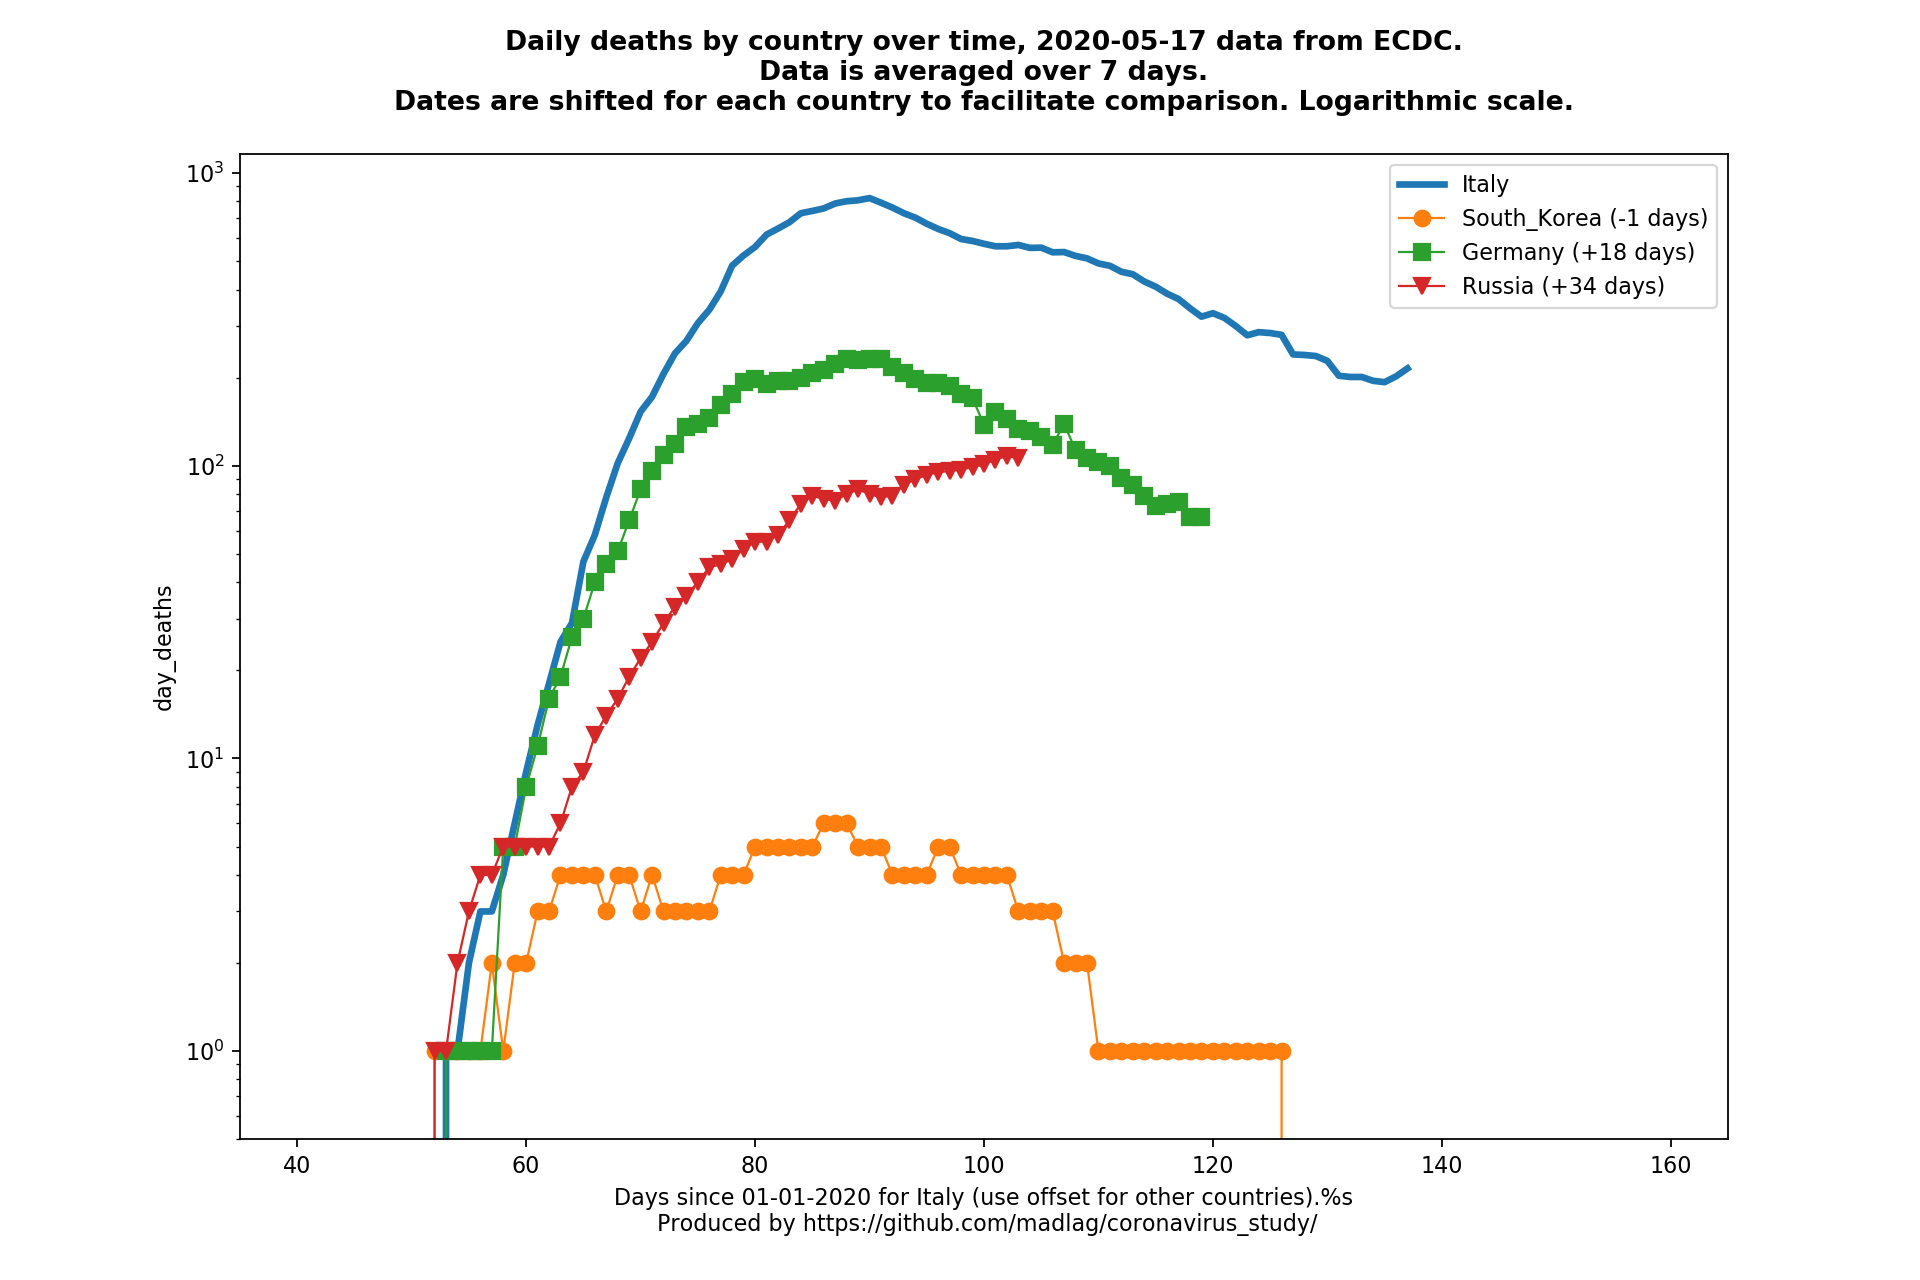 Daily deaths by country over time, 2020-05-17 data from ECDC.
Data is averaged over 7 days.
Dates are shifted for each country to facilitate comparison. Logarithmic scale.
10³
10²
10¹
10⁰
day_deaths
Italy
South_Korea (-1 days)
Germany (+18 days)
Russia (+34 days)
40 60 80 100 120 140 160
Days since 01-01-2020 for Italy (use offset for other countries).%s
Produced by https://github.com/madlag/coronavirus_study/